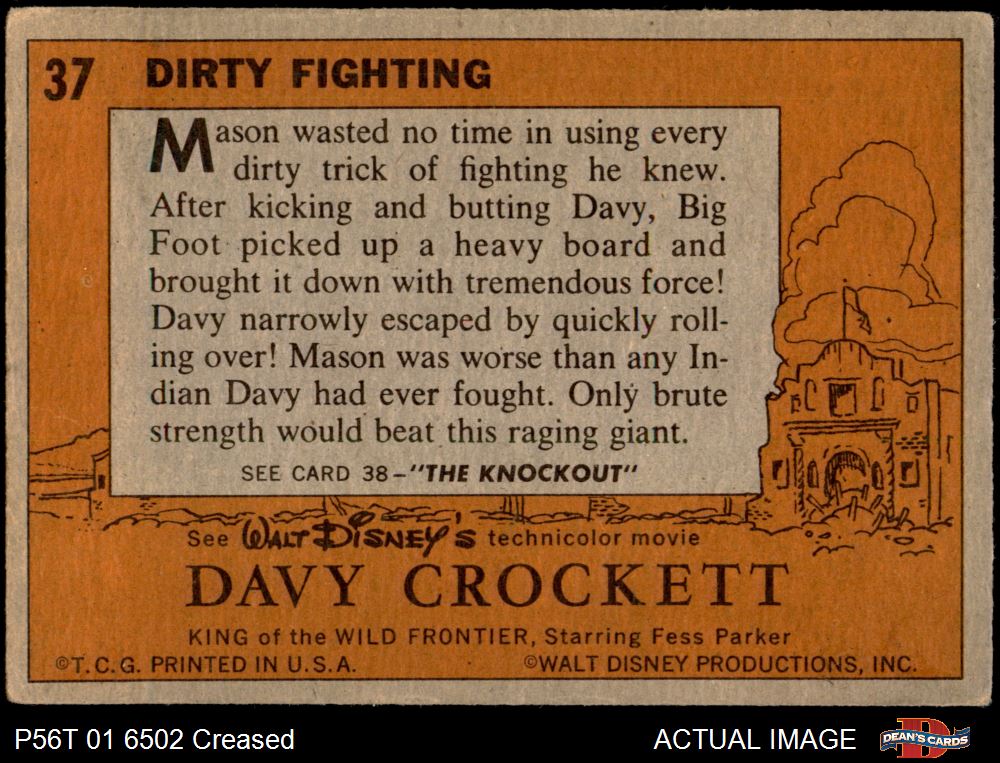 37 DIRTY FIGHTING
Mason wasted no time in using every
dirty trick of fighting he knew.
After kicking and butting Davy, Big
Foot picked up a heavy board and
brought it down with tremendous force!
Davy narrowly escaped by quickly roll-
ing over! Mason was worse than any In-
dian Davy had ever fought. Only brute
strength would beat this raging giant.
SEE CARD 38-"THE KNOCKOUT"
See WALT DISNEY'S technicolor movie
DAVY CROCKETT
KING of the WILD FRONTIER, Starring Fess Parker
©T.C.G. PRINTED IN U.S.A. ©WALT DISNEY PRODUCTIONS, INC.
P56T 01 6502 Creased ACTUAL IMAGE D DEAN'S CARDS